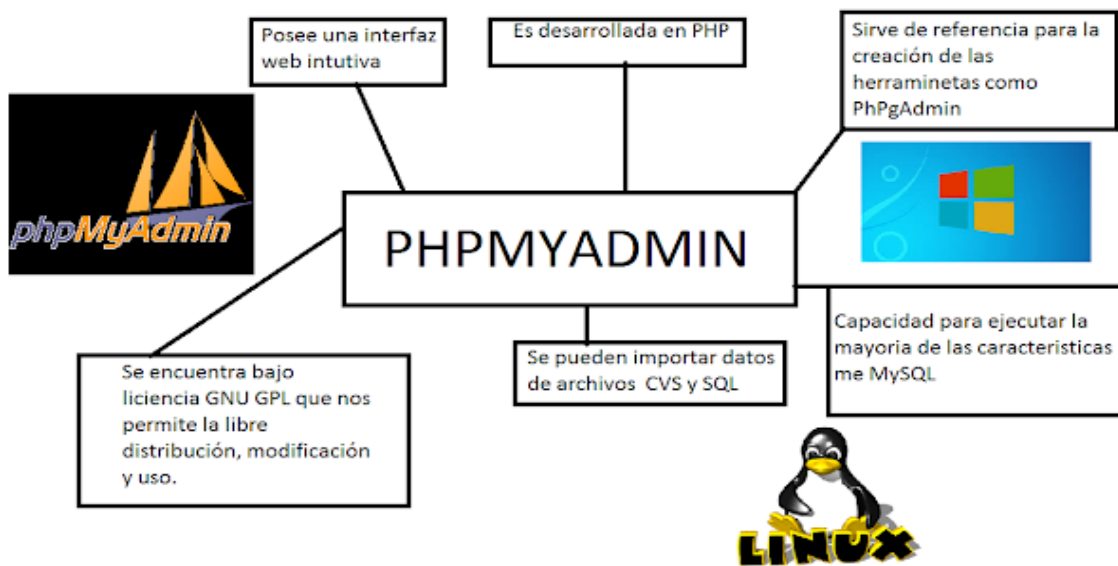 Posee una interfaz
web intutiva
Es desarrollada en PHP
Sirve de referencia para la
creación de las
herraminetas como
PhPgAdmin
phpMyAdmin
PHPMYADMIN
Se encuentra bajo
liciencia GNU GPL que nos
permite la libre
distribución, modificación
y uso.
Se pueden importar datos
de archivos CVS y SQL
Capacidad para ejecutar la
mayoria de las caracteristicas
me MySQL
LINUX